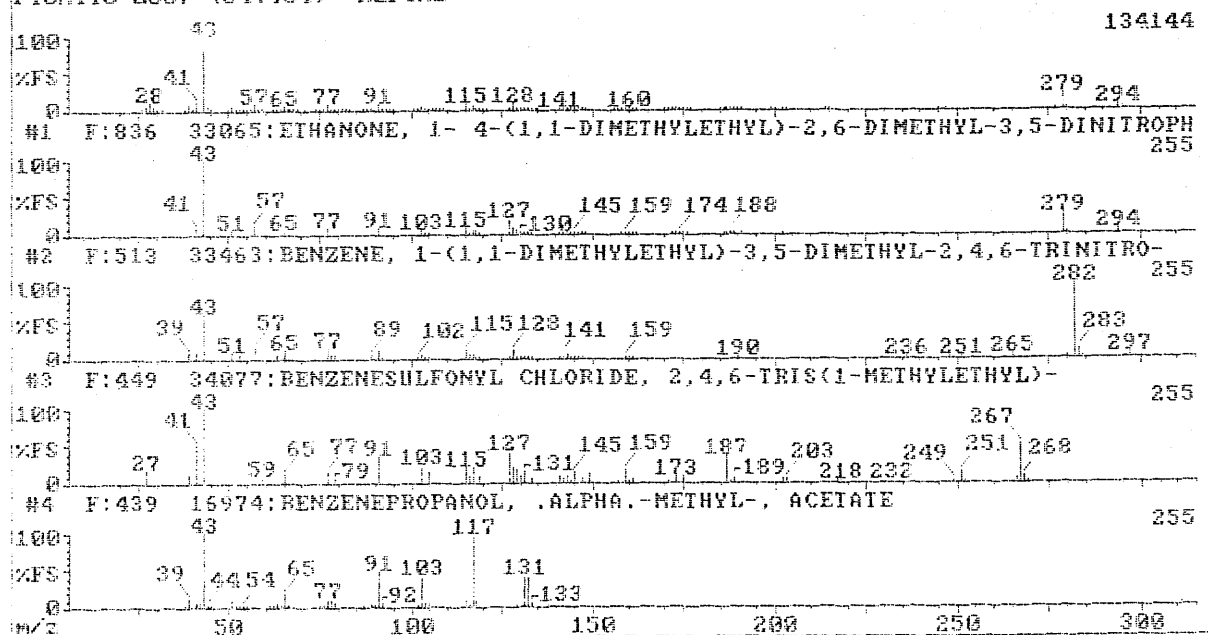 134144
43
100
%FS 41 28 57 65 77 91 115 128 141 160 279 294
0
#1 F:836 33065:ETHANONE, 1- 4-(1,1-DIMETHYLETHYL)-2,6-DIMETHYL-3,5-DINITROPH
43 255
100
%FS 41 51 57 65 77 91 103 115 127 -130 145 159 174 188 279 294
0
#2 F:513 33463:BENZENE, 1-(1,1-DIMETHYLETHYL)-3,5-DIMETHYL-2,4,6-TRINITRO-
282 255
100
43
%FS 39 51 57 65 77 89 102 115 128 141 159 190 236 251 265 283 297
0
#3 F:449 34077:BENZENESULFONYL CHLORIDE, 2,4,6-TRIS(1-METHYLETHYL)-
43 255
100
%FS 27 41 59 65 77 -79 91 103 115 127 -131 145 159 173 187 -189 203 218 232 249 251 267 268
0
#4 F:439 16974:BENZENEPROPANOL, .ALPHA.-METHYL-, ACETATE
43 117 255
100
%FS 39 44 54 65 77 91 -92 103 131 -133
0
m/z 50 100 150 200 250 300